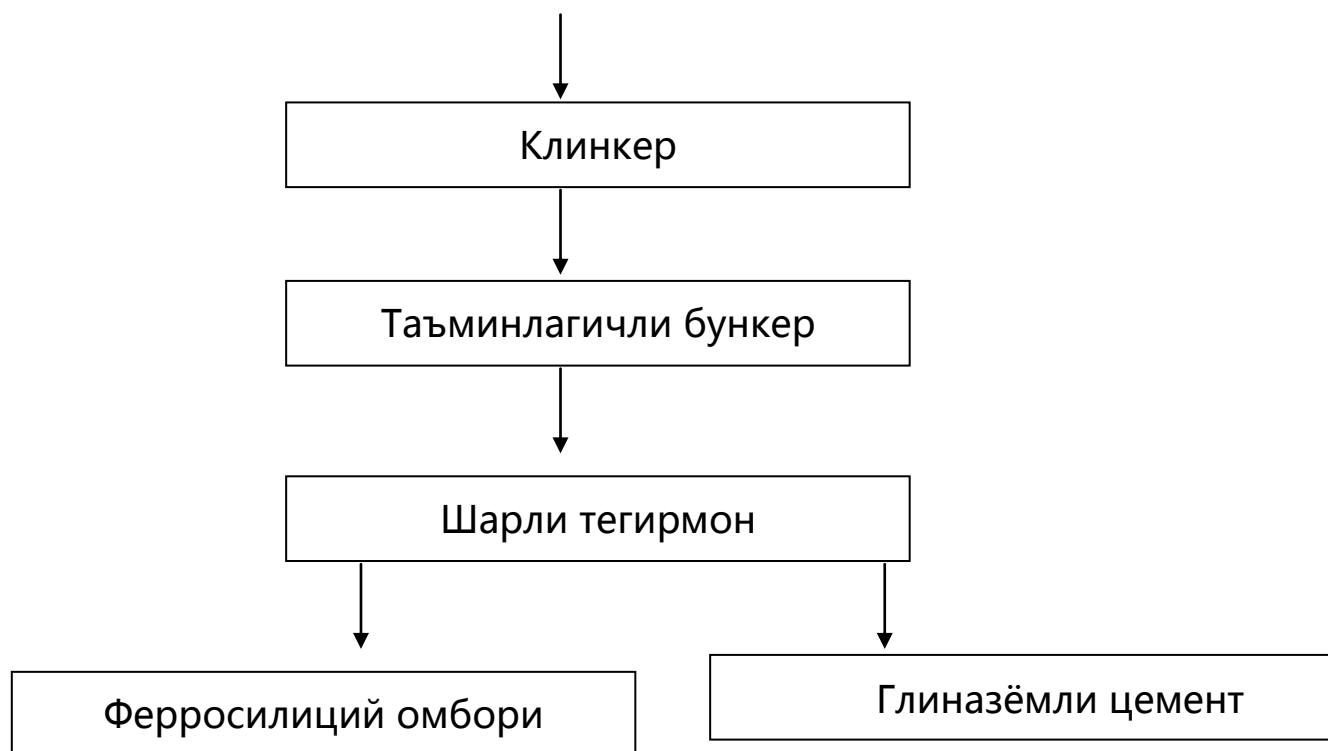 Клинкер
Таъминлагичли бункер
Шарли тегирмон
Ферросилиций омбори
Глиназёмли цемент